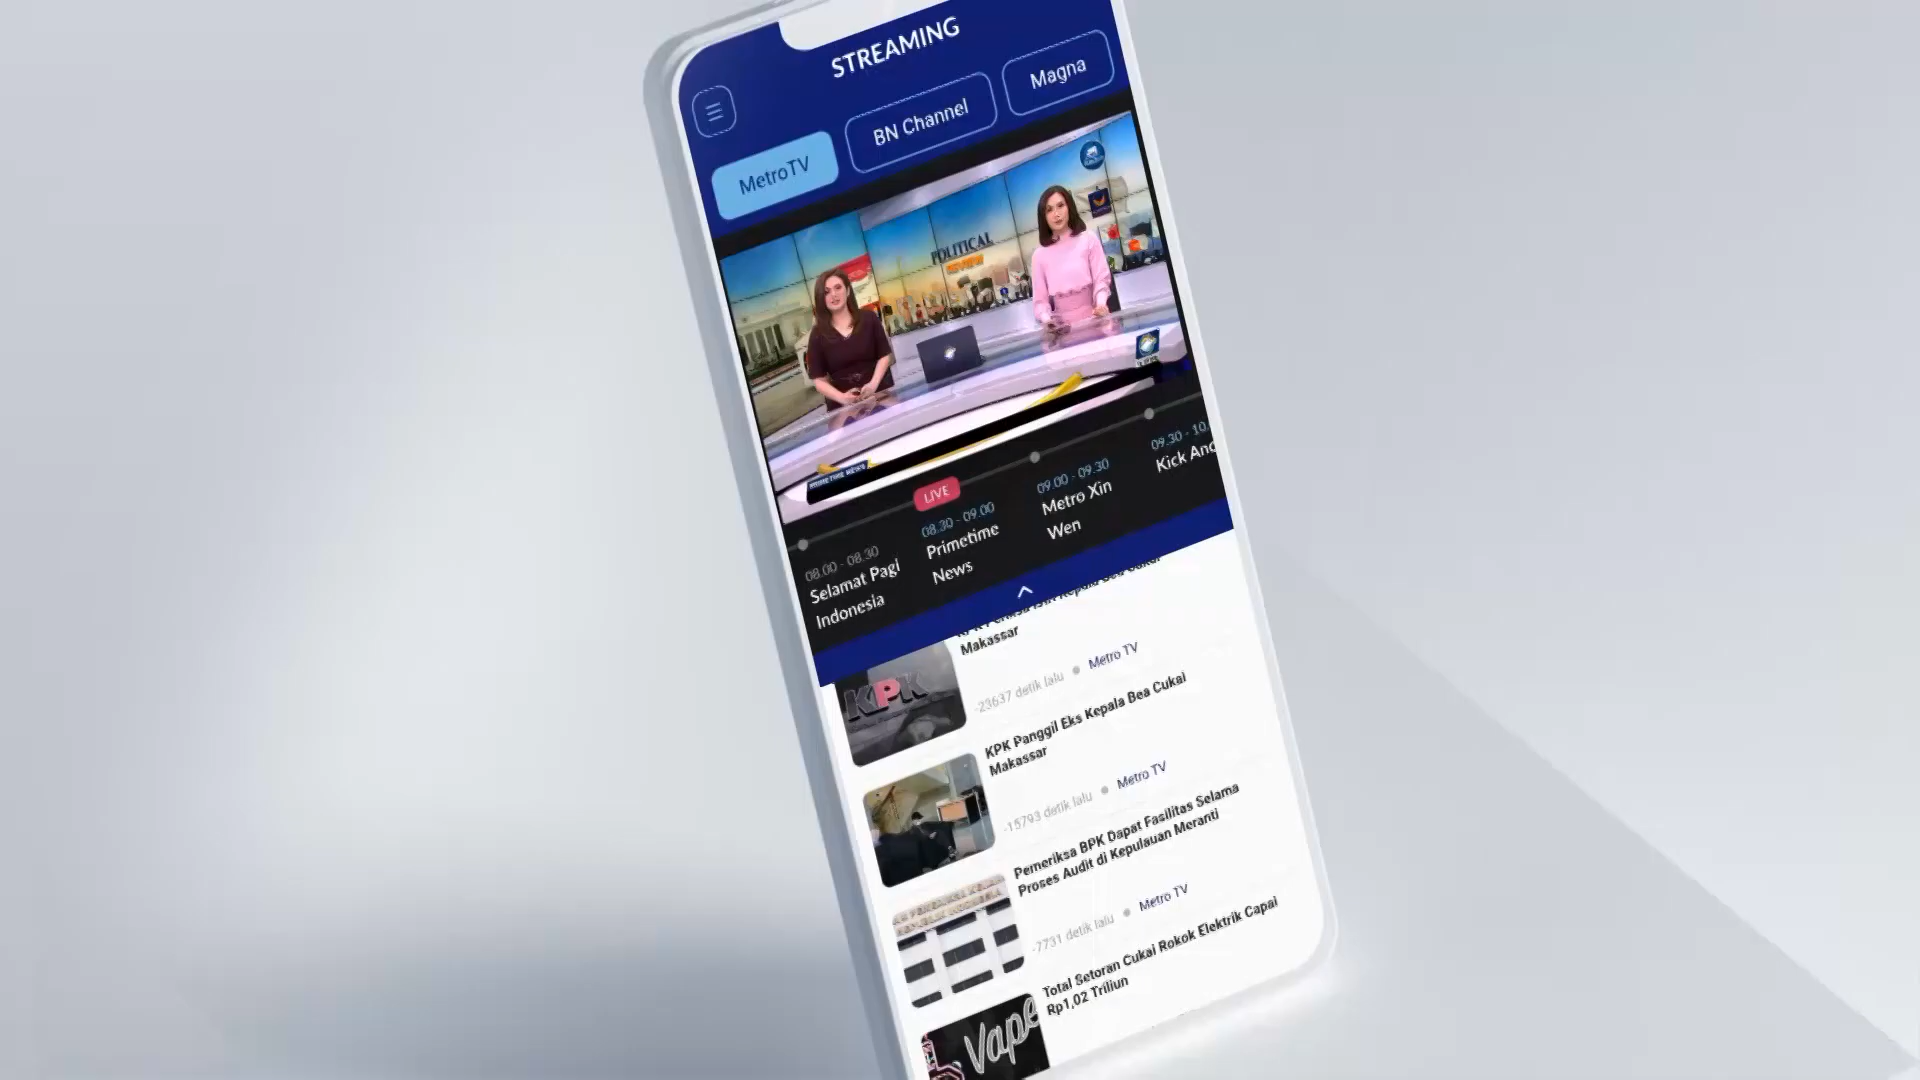 STREAMING
MetroTV
BN Channel
Magna
POLITICAL
REVIEW
PRIMETIME NEWS
LIVE
08.00 - 08.30
Selamat Pagi
Indonesia
08.30 - 09.00
Primetime
News
09.00 - 09.30
Metro Xin
Wen
09.30 - 10.
Kick And
Makassar
KPK
-23637 detik lalu • Metro TV
KPK Panggil Eks Kepala Bea Cukai
Makassar
-15793 detik lalu • Metro TV
Pemeriksa BPK Dapat Fasilitas Selama
Proses Audit di Kepulauan Meranti
-7731 detik lalu • Metro TV
Total Setoran Cukai Rokok Elektrik Capai
Rp1,02 Triliun
Vape